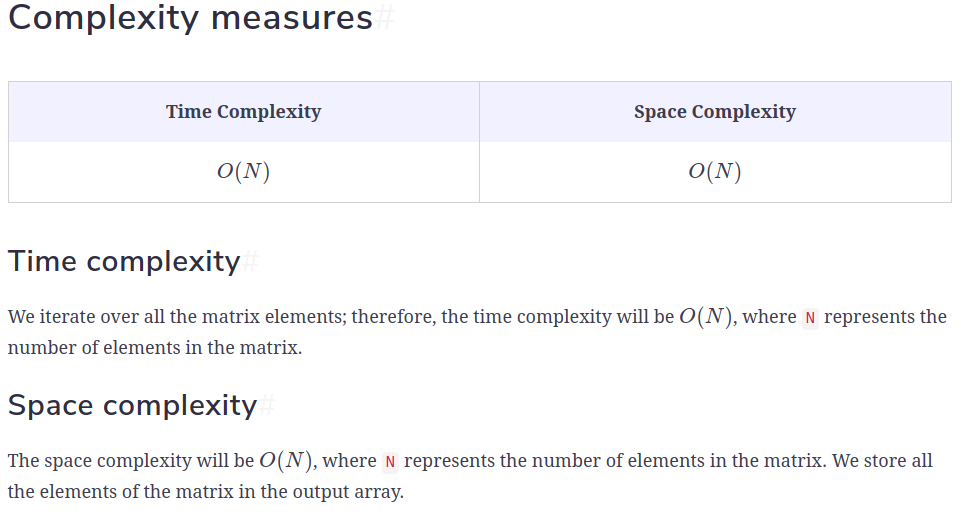 Complexity measures#
Time Complexity Space Complexity
O(N) O(N)
Time complexity#
We iterate over all the matrix elements; therefore, the time complexity will be O(N), where N represents the
number of elements in the matrix.
Space complexity#
The space complexity will be O(N), where N represents the number of elements in the matrix. We store all
the elements of the matrix in the output array.